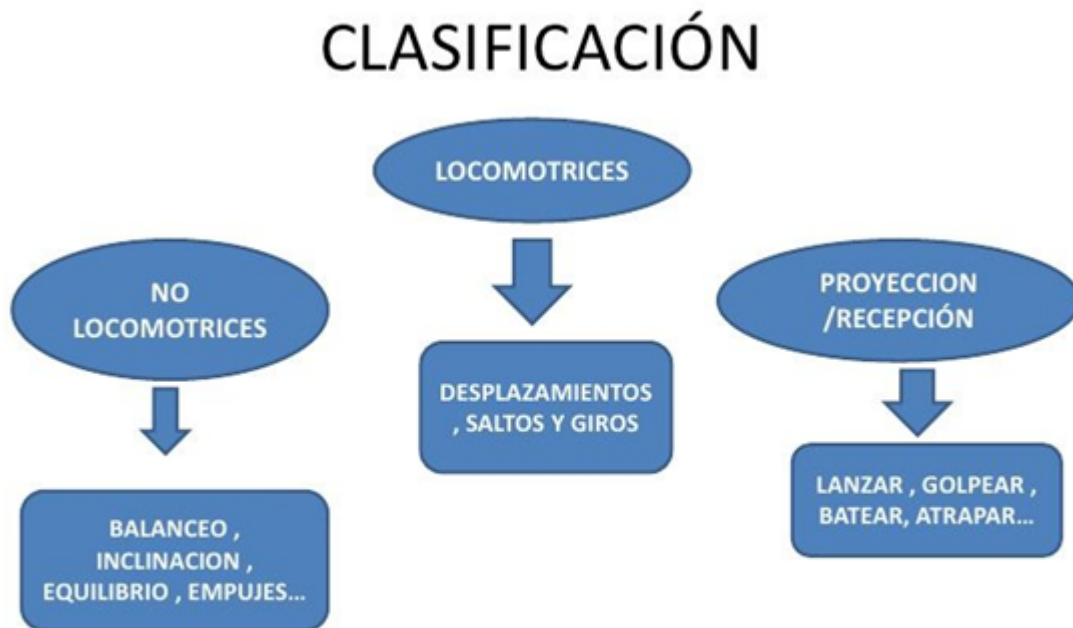 CLASIFICACIÓN
LOCOMOTRICES
NO
LOCOMOTRICES
PROYECCION
/RECEPCIÓN
DESPLAZAMIENTOS
, SALTOS Y GIROS
LANZAR , GOLPEAR ,
BATEAR, ATRAPAR...
BALANCEO ,
INCLINACION ,
EQUILIBRIO , EMPUJES...